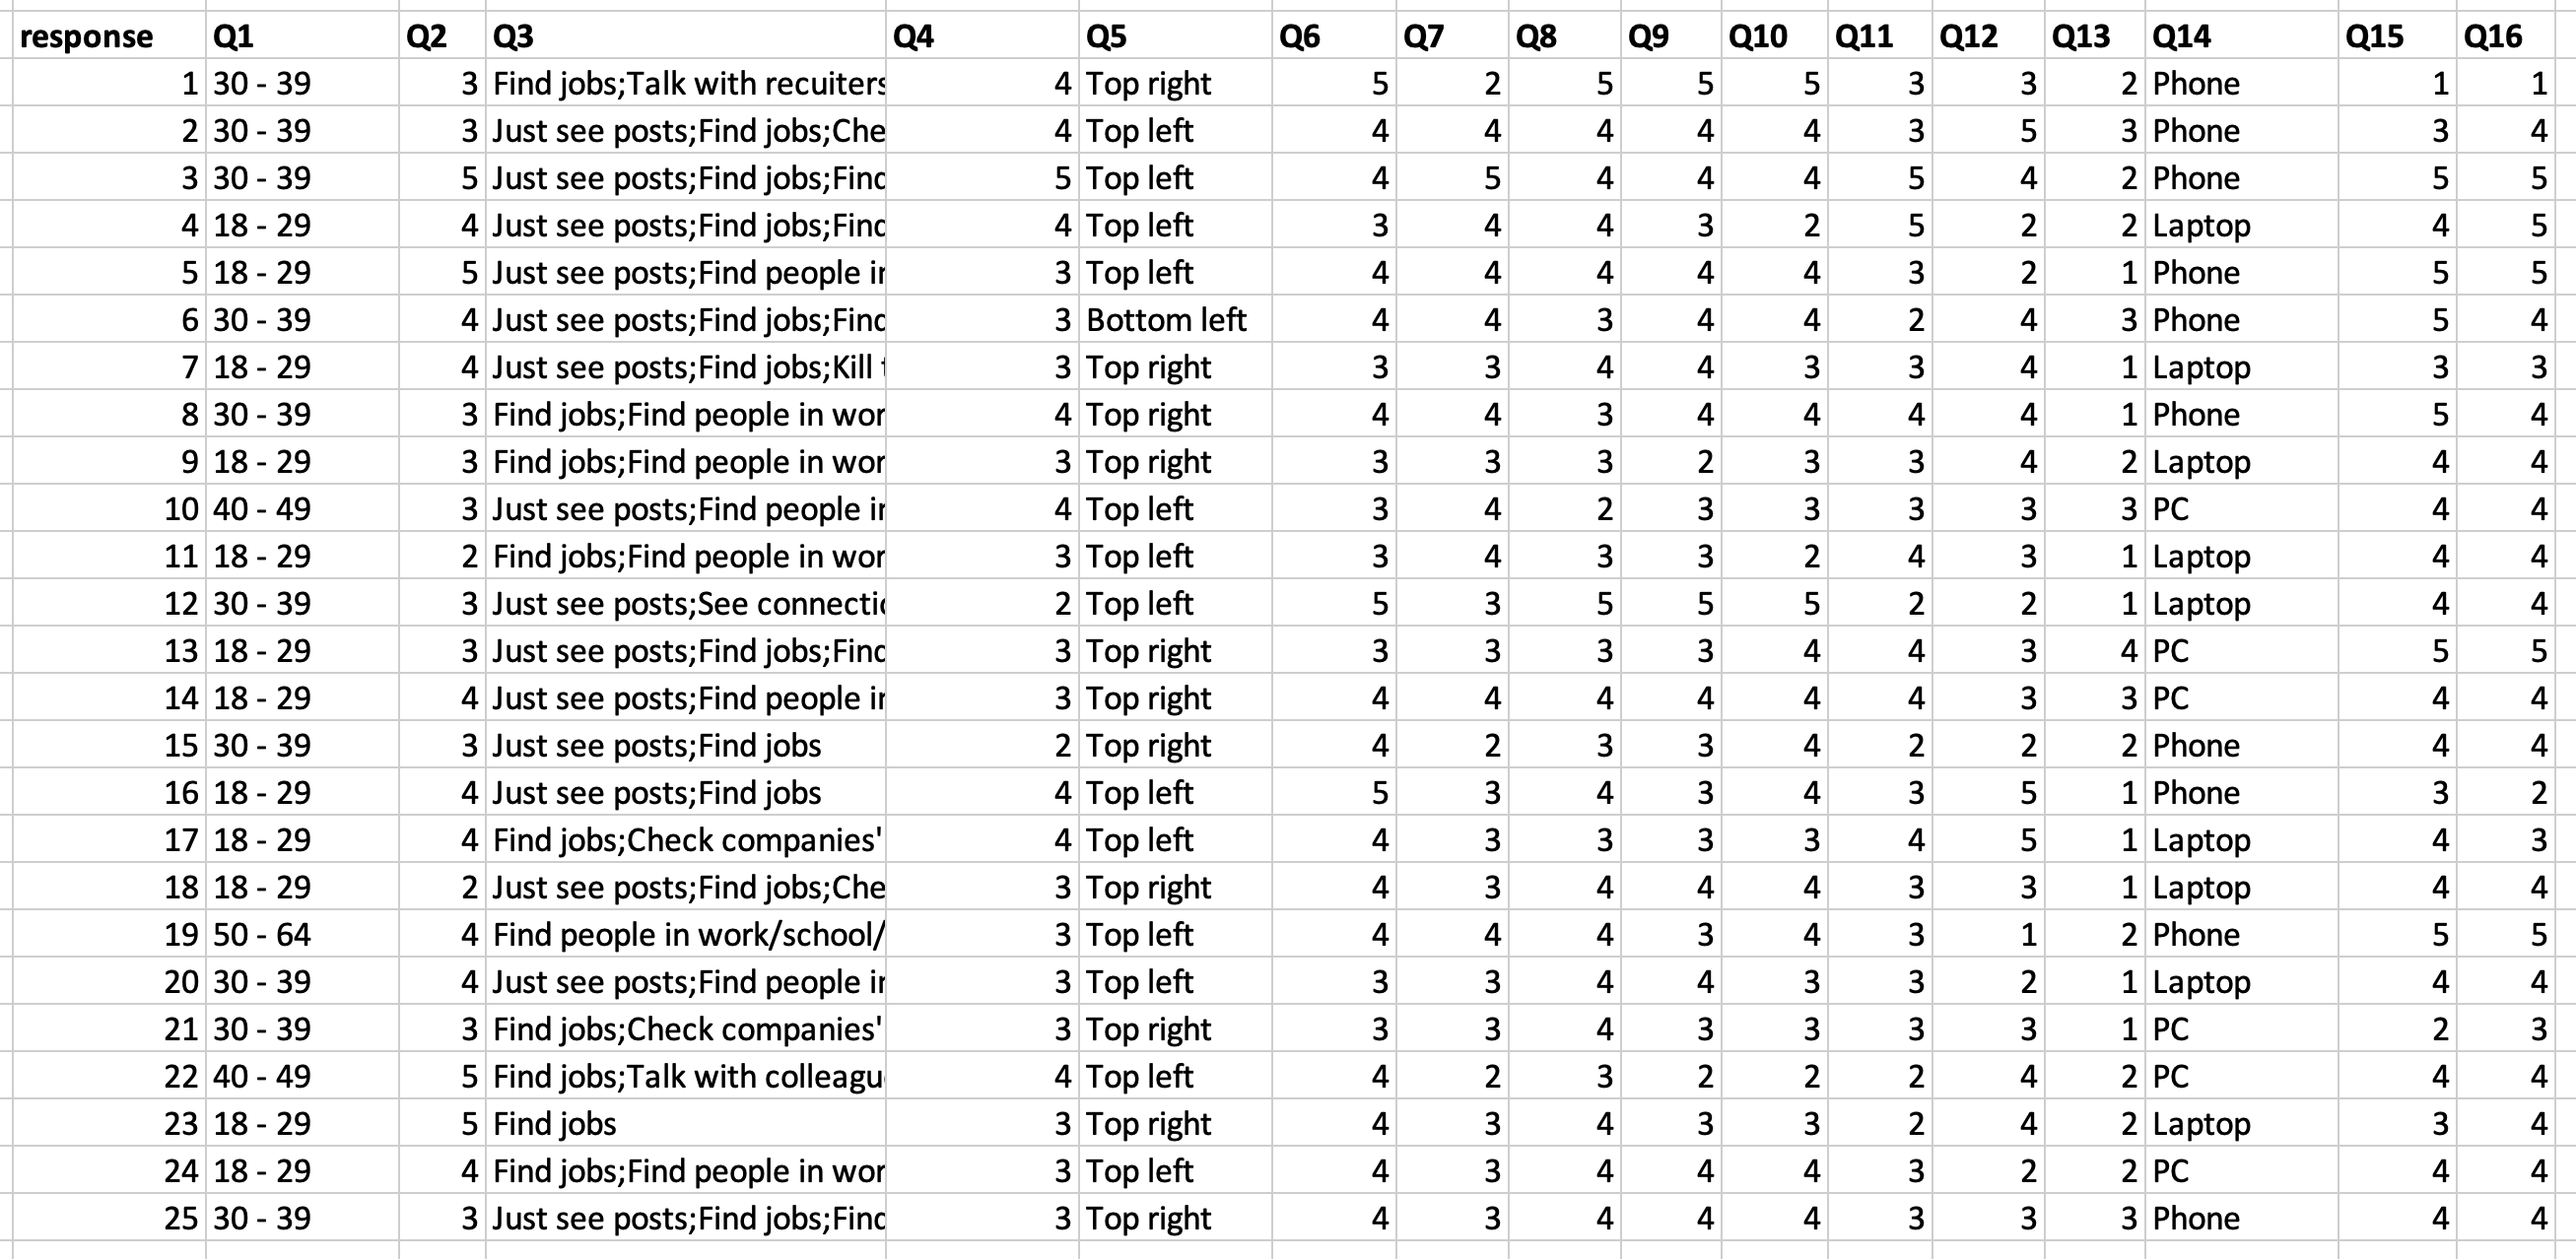 response Q1 Q2 Q3 Q4 Q5 Q6 Q7 Q8 Q9 Q10 Q11 Q12 Q13 Q14 Q15 Q16
1 30 - 39 3 Find jobs;Talk with recuiters 4 Top right 5 2 5 5 5 3 3 2 Phone 1 1
2 30 - 39 3 Just see posts;Find jobs;Che 4 Top left 4 4 4 4 4 3 5 3 Phone 3 4
3 30 - 39 5 Just see posts;Find jobs;Find 5 Top left 4 5 4 4 4 5 4 2 Phone 5 5
4 18 - 29 4 Just see posts;Find jobs;Find 4 Top left 3 4 4 3 2 5 2 2 Laptop 4 5
5 18 - 29 5 Just see posts;Find people in 3 Top left 4 4 4 4 4 3 2 1 Phone 5 5
6 30 - 39 4 Just see posts;Find jobs;Find 3 Bottom left 4 4 3 4 4 2 4 3 Phone 5 4
7 18 - 29 4 Just see posts;Find jobs;Kill 3 Top right 3 3 4 4 3 3 4 1 Laptop 3 3
8 30 - 39 3 Find jobs;Find people in wor 4 Top right 4 4 3 4 4 4 4 1 Phone 5 4
9 18 - 29 3 Find jobs;Find people in wor 3 Top right 3 3 3 2 3 3 4 2 Laptop 4 4
10 40 - 49 3 Just see posts;Find people in 4 Top left 3 4 2 3 3 3 3 3 PC 4 4
11 18 - 29 2 Find jobs;Find people in wor 3 Top left 3 4 3 3 2 4 3 1 Laptop 4 4
12 30 - 39 3 Just see posts;See connectio 2 Top left 5 3 5 5 5 2 2 1 Laptop 4 4
13 18 - 29 3 Just see posts;Find jobs;Find 3 Top right 3 3 3 3 4 4 3 4 PC 5 5
14 18 - 29 4 Just see posts;Find people in 3 Top right 4 4 4 4 4 4 3 3 PC 4 4
15 30 - 39 3 Just see posts;Find jobs 2 Top right 4 2 3 3 4 2 2 2 Phone 4 4
16 18 - 29 4 Just see posts;Find jobs 4 Top left 5 3 4 3 4 3 5 1 Phone 3 2
17 18 - 29 4 Find jobs;Check companies' 4 Top left 4 3 3 3 3 4 5 1 Laptop 4 3
18 18 - 29 2 Just see posts;Find jobs;Che 3 Top right 4 3 4 4 4 3 3 1 Laptop 4 4
19 50 - 64 4 Find people in work/school/ 3 Top left 4 4 4 3 4 3 1 2 Phone 5 5
20 30 - 39 4 Just see posts;Find people in 3 Top left 3 3 4 4 3 3 2 1 Laptop 4 4
21 30 - 39 3 Find jobs;Check companies' 3 Top right 3 3 4 3 3 3 3 1 PC 2 3
22 40 - 49 5 Find jobs;Talk with colleagu 4 Top left 4 2 3 2 2 2 4 2 PC 4 4
23 18 - 29 5 Find jobs 3 Top right 4 3 4 3 3 2 4 2 Laptop 3 4
24 18 - 29 4 Find jobs;Find people in wor 3 Top left 4 3 4 4 4 3 2 2 PC 4 4
25 30 - 39 3 Just see posts;Find jobs;Find 3 Top right 4 3 4 4 4 3 3 3 Phone 4 4